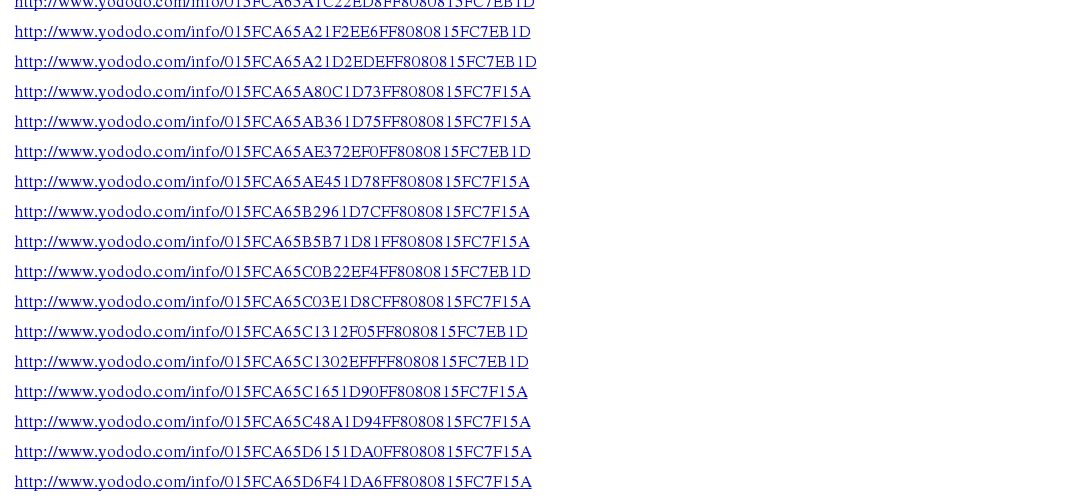 http://www.yododo.com/info/015FCA65A1C22ED8FF8080815FC7EB1D
http://www.yododo.com/info/015FCA65A21F2EE6FF8080815FC7EB1D
http://www.yododo.com/info/015FCA65A21D2EDEFF8080815FC7EB1D
http://www.yododo.com/info/015FCA65A80C1D73FF8080815FC7F15A
http://www.yododo.com/info/015FCA65AB361D75FF8080815FC7F15A
http://www.yododo.com/info/015FCA65AE372EF0FF8080815FC7EB1D
http://www.yododo.com/info/015FCA65AE451D78FF8080815FC7F15A
http://www.yododo.com/info/015FCA65B2961D7CFF8080815FC7F15A
http://www.yododo.com/info/015FCA65B5B71D81FF8080815FC7F15A
http://www.yododo.com/info/015FCA65C0B22EF4FF8080815FC7EB1D
http://www.yododo.com/info/015FCA65C03E1D8CFF8080815FC7F15A
http://www.yododo.com/info/015FCA65C1312F05FF8080815FC7EB1D
http://www.yododo.com/info/015FCA65C1302EFFFF8080815FC7EB1D
http://www.yododo.com/info/015FCA65C1651D90FF8080815FC7F15A
http://www.yododo.com/info/015FCA65C48A1D94FF8080815FC7F15A
http://www.yododo.com/info/015FCA65D6151DA0FF8080815FC7F15A
http://www.yododo.com/info/015FCA65D6F41DA6FF8080815FC7F15A